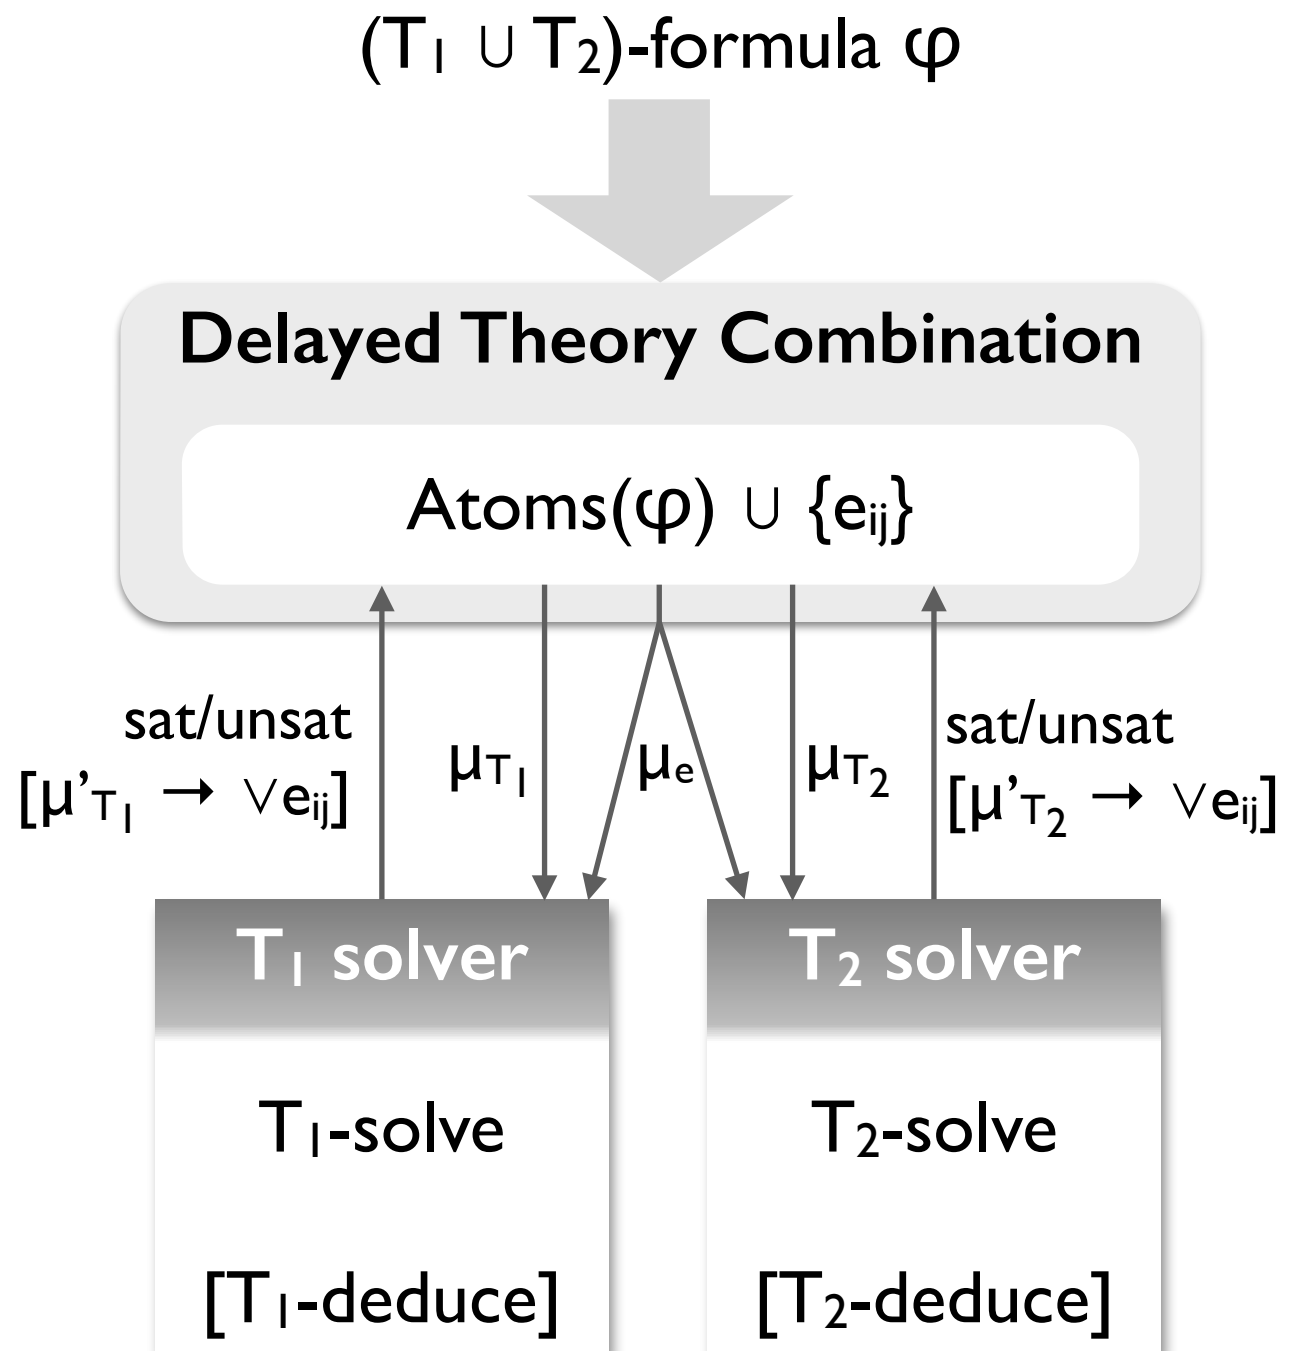 (T₁ ∪ T₂)-formula φ
Delayed Theory Combination
Atoms(φ) ∪ {eᵢⱼ}
sat/unsat
[μ'T₁ → ∨eᵢⱼ]
μT₁
μₑ
μT₂
sat/unsat
[μ'T₂ → ∨eᵢⱼ]
T₁ solver
T₁-solve
[T₁-deduce]
T₂ solver
T₂-solve
[T₂-deduce]